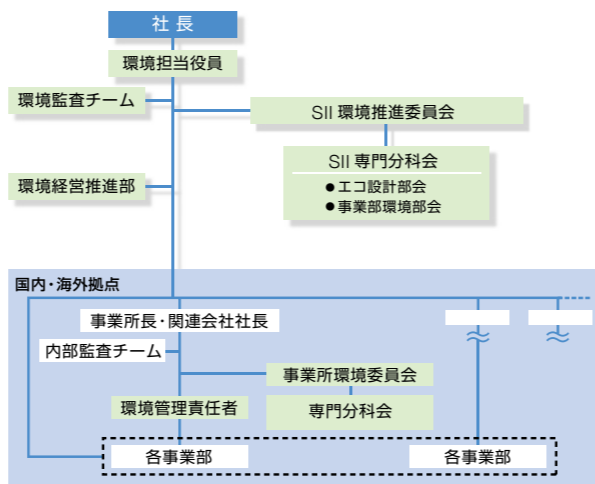 社長
環境担当役員
環境監査チーム
SII 環境推進委員会
SII 専門分科会
●エコ設計部会
●事業部環境部会
環境経営推進部
国内・海外拠点
事業所長・関連会社社長
内部監査チーム
事業所環境委員会
環境管理責任者
専門分科会
各事業部
各事業部